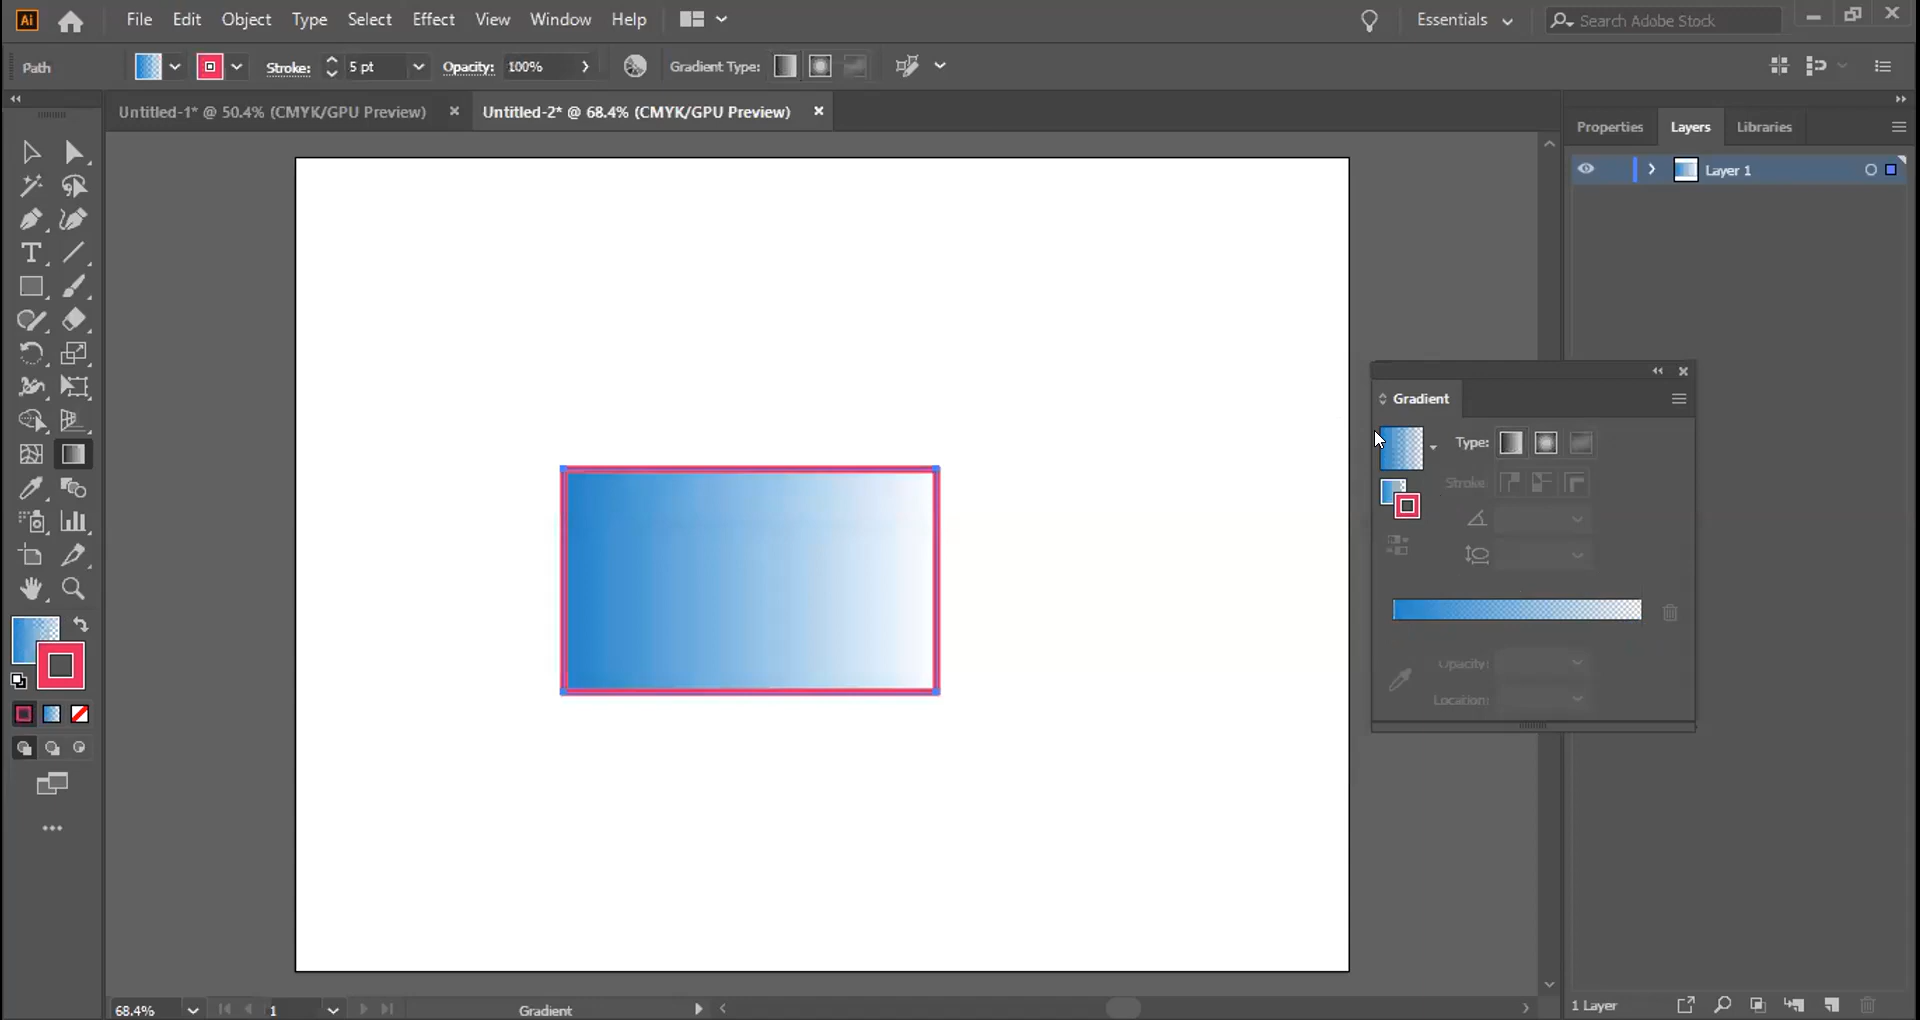 Ai File Edit Object Type Select Effect View Window Help Essentials Search Adobe Stock
Path Stroke: 5 pt Opacity: 100% Gradient Type:
Untitled-1* @ 50.4% (CMYK/GPU Preview) Untitled-2* @ 68.4% (CMYK/GPU Preview)
Properties Layers Libraries
Layer 1
Gradient
Type:
Stroke:
Opacity:
Location:
68.4% 1 Gradient 1 Layer